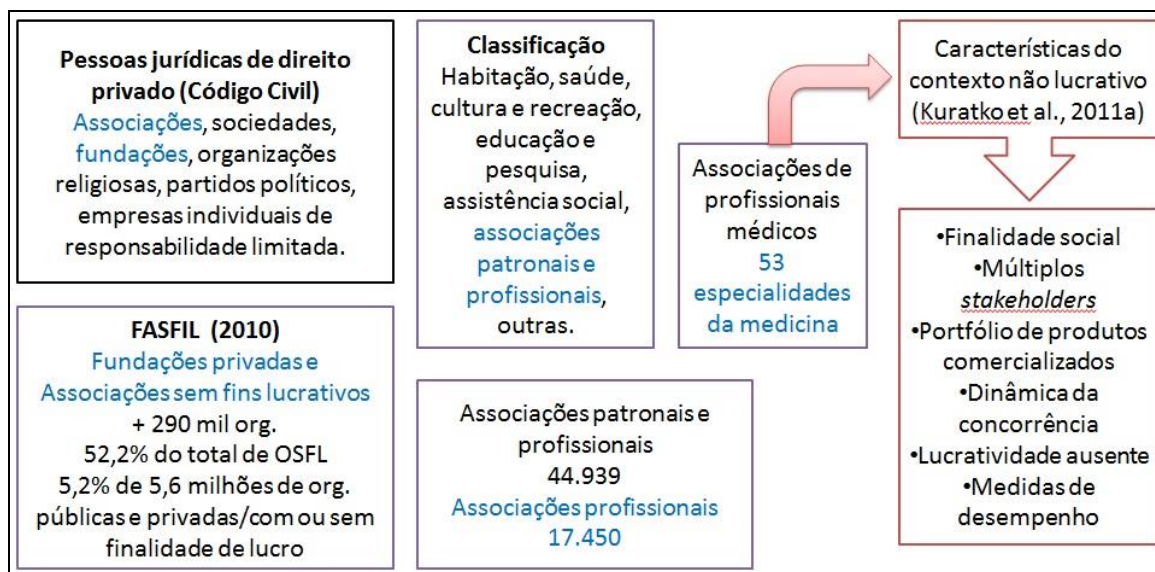 Pessoas jurídicas de direito
privado (Código Civil)
Associações, sociedades,
fundações, organizações
religiosas, partidos políticos,
empresas individuais de
responsabilidade limitada.
FASFIL (2010)
Fundações privadas e
Associações sem fins lucrativos
+ 290 mil org.
52,2% do total de OSFL
5,2% de 5,6 milhões de org.
públicas e privadas/com ou sem
finalidade de lucro
Classificação
Habitação, saúde,
cultura e recreação,
educação e
pesquisa,
assistência social,
associações
patronais e
profissionais,
outras.
Associações patronais e
profissionais
44.939
Associações profissionais
17.450
Associações de
profissionais
médicos
53
especialidades
da medicina
Características do
contexto não lucrativo
(Kuratko et al., 2011a)
•Finalidade social
•Múltiplos
stakeholders
•Portfólio de produtos
comercializados
•Dinâmica da
concorrência
•Lucratividade ausente
•Medidas de
desempenho